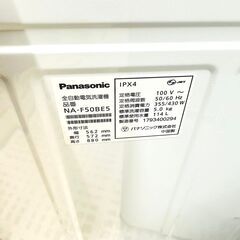 Panasonic
全自動電気洗濯機
品番
NA-F50BE5
外形寸法
幅 562 mm
奥行 572 mm
高さ 880 mm
IPX4
JET
定格電圧 100 V
定格周波数 50/60 Hz
定格消費電力 355/430 W
標準洗濯容量 5.0 kg
標準使用水量 114 L
1793400294
パナソニック株式会社
中国製